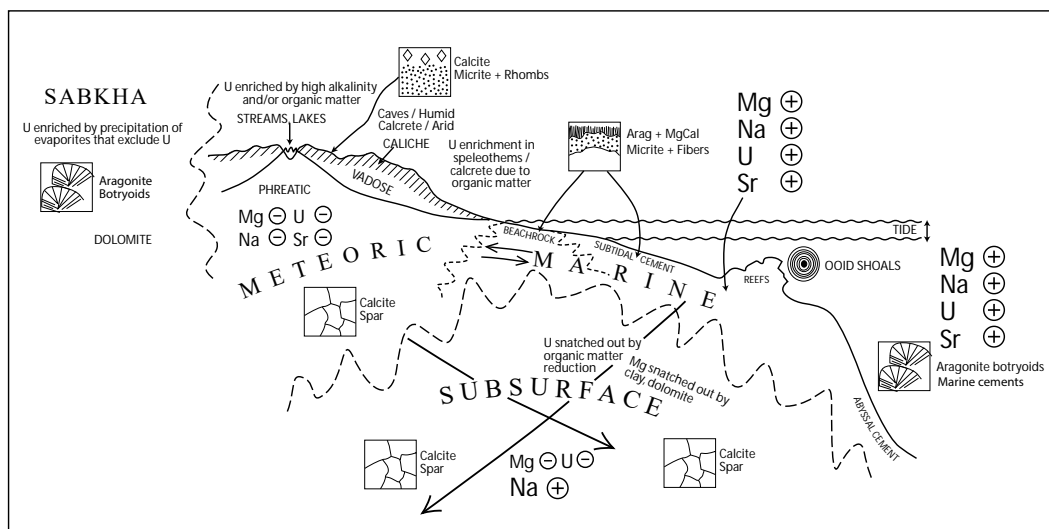 SABKHA
U enriched by precipitation of
evaporites that exclude U
Aragonite
Botryoids
DOLOMITE
U enriched by high alkalinity
and/or organic matter
STREAMS, LAKES
Calcite
Micrite + Rhombs
Caves / Humid
Calcrete / Arid
CALICHE
VADOSE
U enrichment in
speleothems /
calcrete due to
organic matter
PHREATIC
Mg ⊖ U ⊖
Na ⊖ Sr ⊖
METEORIC
Arag + MgCal
Micrite + Fibers
Mg ⊕
Na ⊕
U ⊕
Sr ⊕
TIDE
BEACHROCK
SUBTIDAL CEMENT
MARINE
REEFS
OOID SHOALS
Mg ⊕
Na ⊕
U ⊕
Sr ⊕
Aragonite botryoids
Marine cements
ABYSSAL CEMENT
Calcite
Spar
U snatched out by
organic matter
reduction
Mg snatched out by
clay, dolomite
SUBSURFACE
Calcite
Spar
Mg ⊖ U ⊖
Na ⊕
Calcite
Spar